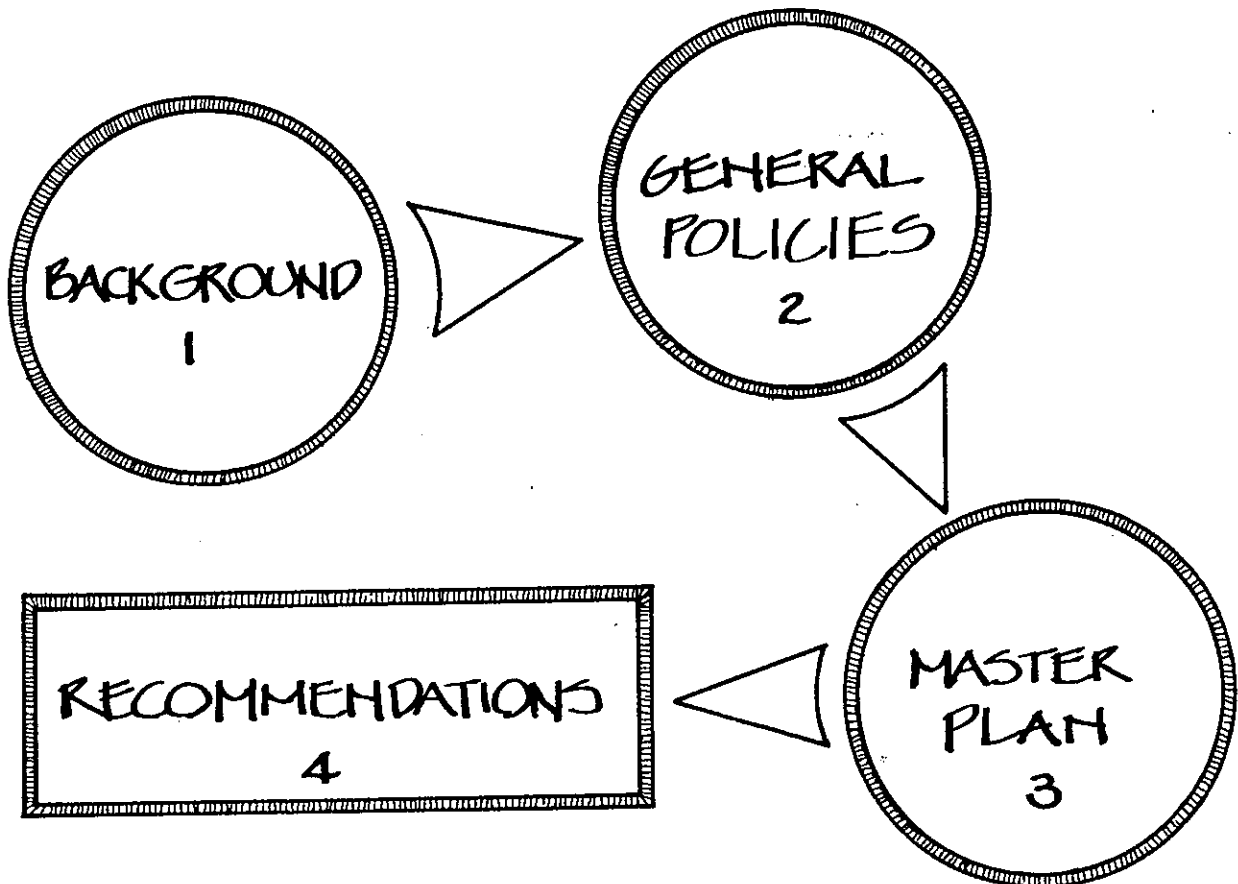 BACKGROUND
1
GENERAL
POLICIES
2
MASTER
PLAN
3
RECOMMENDATIONS
4